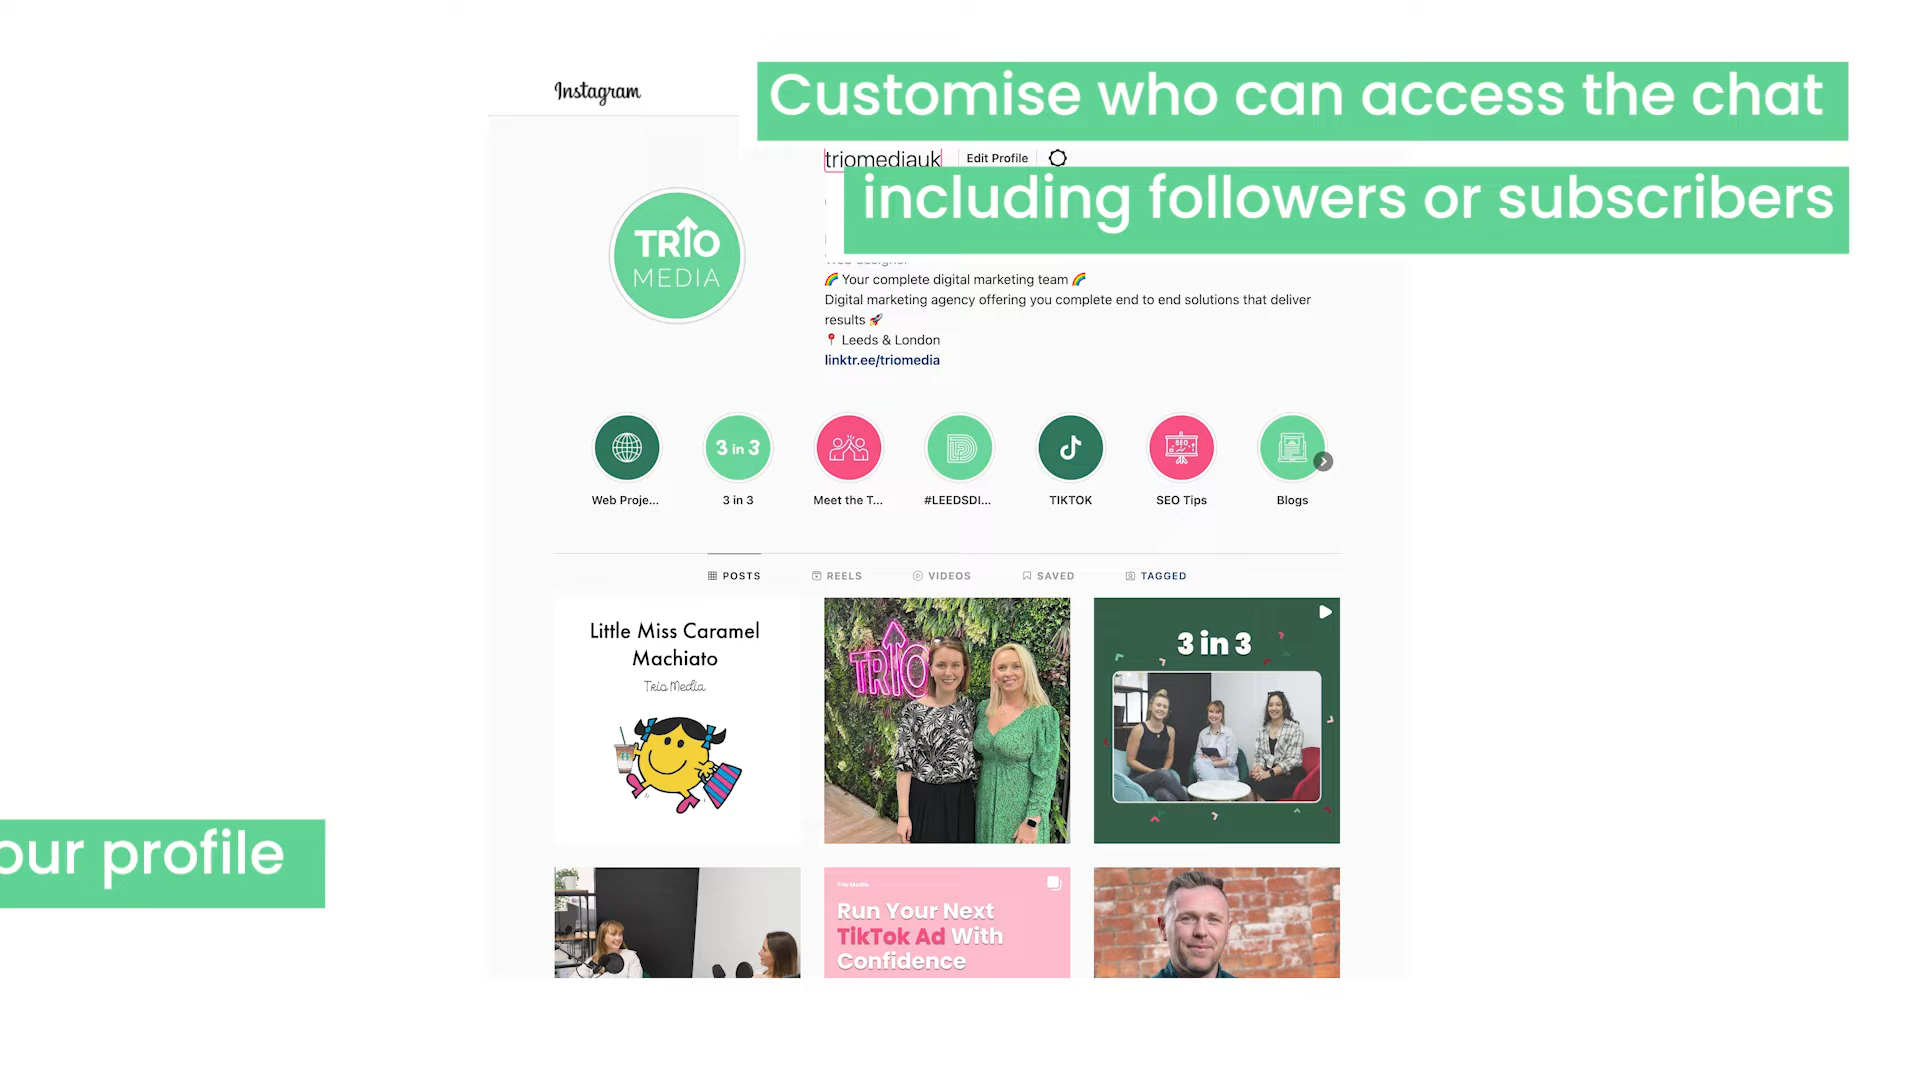 Instagram
Customise who can access the chat
triomediauk Edit Profile
including followers or subscribers
TRIO
MEDIA
🌈 Your complete digital marketing team 🌈
Digital marketing agency offering you complete end to end solutions that deliver
results 🚀
📍 Leeds & London
linktr.ee/triomedia
3 in 3
SEO
Web Proje...
3 in 3
Meet the T...
#LEEDSDI...
TIKTOK
SEO Tips
Blogs
POSTS
REELS
VIDEOS
SAVED
TAGGED
Little Miss Caramel
Machiato
Trio Media
TRIO
3 in 3
our profile
Trio Media
Run Your Next
TikTok Ad With
Confidence